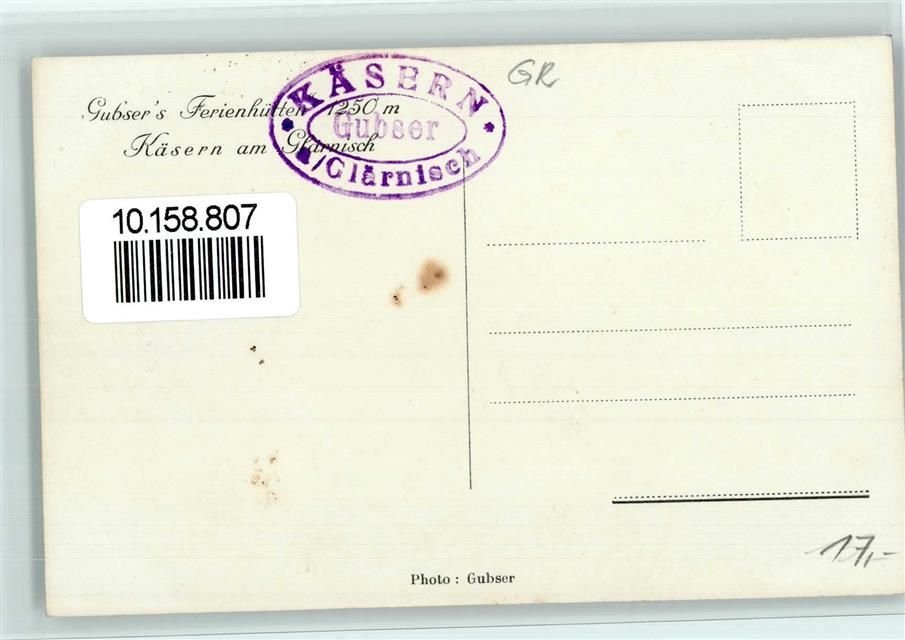 Gubser's Ferienhütten 1250 m
Käsern am Glärnisch
KÄSERN
Gubser
a/Glärnisch
GR
10.158.807
17,-
Photo : Gubser